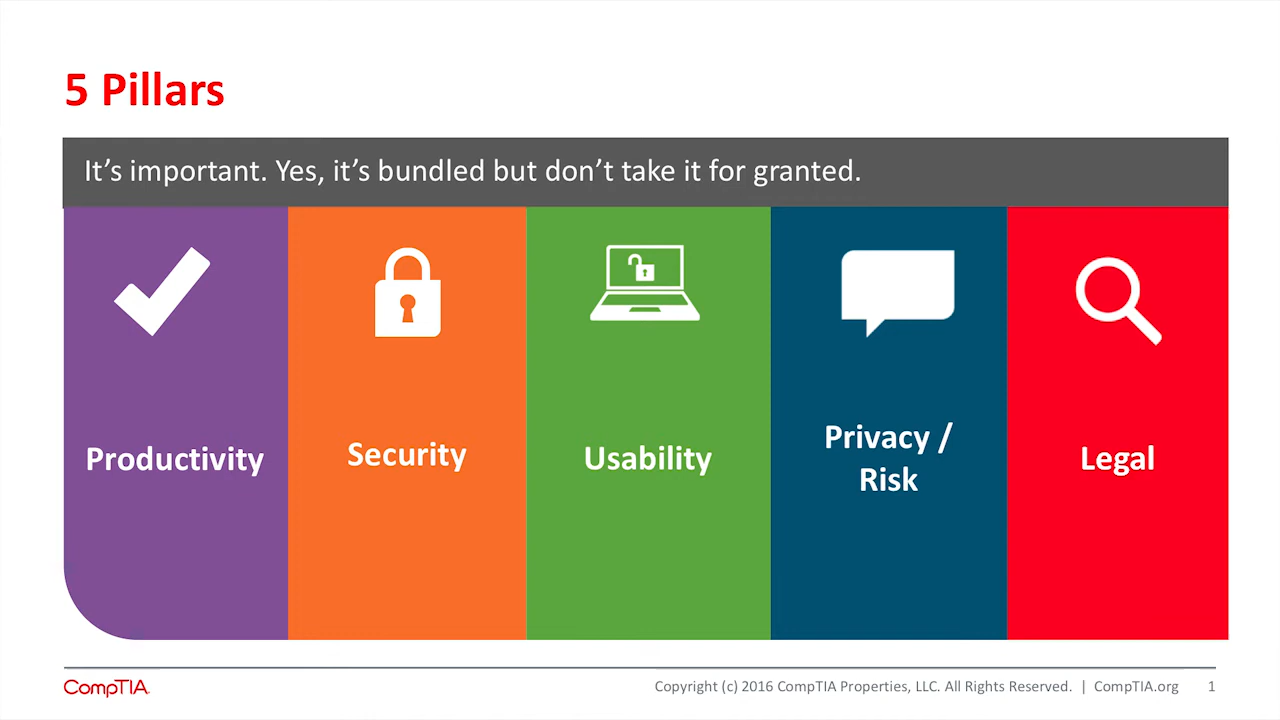 5 Pillars
It’s important. Yes, it’s bundled but don’t take it for granted.
Productivity
Security
Usability
Privacy /
Risk
Legal
CompTIA.
Copyright (c) 2016 CompTIA Properties, LLC. All Rights Reserved. | CompTIA.org 1